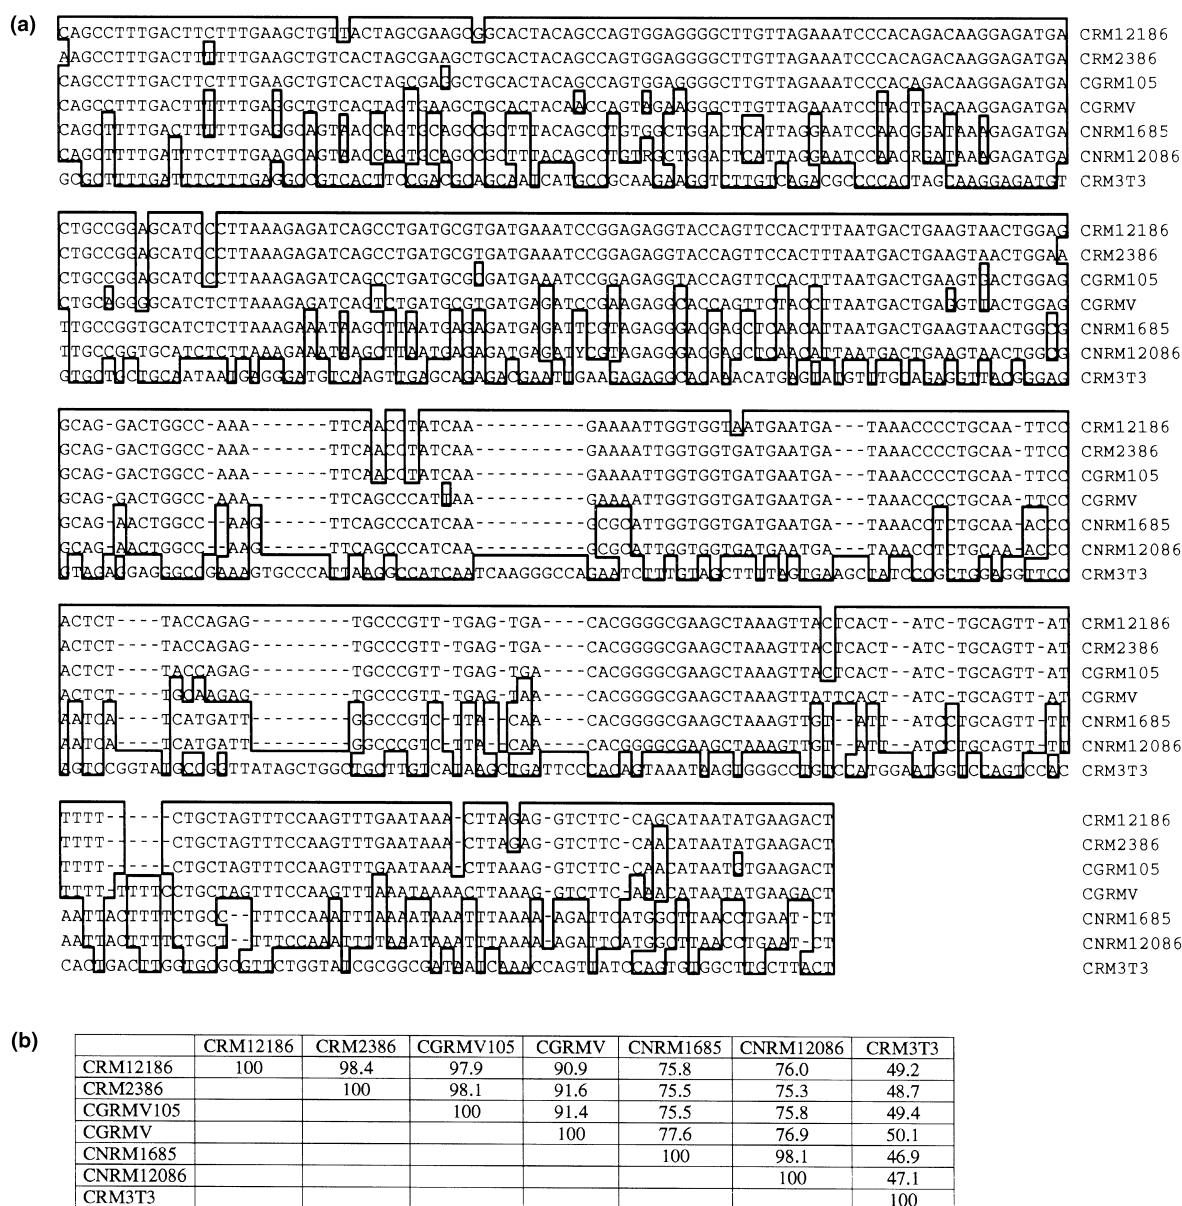 (a)
CAGCCTTTGACTTCTTTGAAGCTGTTACTAGCGAAGCGGCACTACAGCCAGTGGAGGGGCTTGTTAGAAATCCCACAGACAAGGAGATGA CRM12186
AAGCCTTTGACTTTTTTGAAGCTGTCACTAGCGAAGCTGCACTACAGCCAGTGGAGGGGCTTGTTAGAAATCCCACAGACAAGGAGATGA CRM2386
CAGCCTTTGACTTCTTTGAAGCTGTCACTAGCGAGGCTGCACTACAGCCAGTGGAGGGGCTTGTTAGAAATCCCACAGACAAGGAGATGA CGRM105
CAGCCTTTGACTTTTTTGAGGCTGTCACTAGTGAAGCTGCACTACAACCAGTAGAAGGGCTTGTTAGAAATCCTACTGACAAGGAGATGA CGRMV
CAGCTTTTGACTTTTTTGAGGCAGTAACCAGTGCAGCCGCTTTACAGCCTGTGGCTGGACTCATTAGGAATCCAACGGATAAAGAGATGA CNRM1685
CAGCTTTTGATTTCTTTGAAGCAGTAACCAGTGCAGCCGCTTTACAGCCTGTRGCTGGACTCATTAGGAATCCAACRGATAAAGAGATGA CNRM12086
GCGCTTTTGATTTCTTTGAGGCCGTCACTTCCGACGCAGCAATCATGCCGCAAGAAGGTCTTGTCAGACGCCCCACTAGCAAGGAGATGT CRM3T3
CTGCCGGAGCATCCCTTAAAGAGATCAGCCTGATGCGTGATGAAATCCGGAGAGGTACCAGTTCCACTTTAATGACTGAAGTAACTGGAG CRM12186
CTGCCGGAGCATCCCTTAAAGAGATCAGCCTGATGCGTGATGAAATCCGGAGAGGTACCAGTTCCACTTTAATGACTGAAGTAACTGGAA CRM2386
CTGCCGGAGCATCCCTTAAAGAGATCAGCCTGATGCGCGATGAAATCCGGAGAGGTACCAGTTCCACTTTAATGACTGAAGTGACTGGAG CGRM105
CTGCAGGGGCATCTCTTAAAGAGATCAGTCTGATGCGTGATGAGATCCGAAGAGGCACCAGTTCTACCTTAATGACTGAGGTTACTGGAG CGRMV
TTGCCGGTGCATCTCTTAAAGAAATAAGCTTAATGAGAGATGAGATTCGTAGAGGGACGAGCTCAACATTAATGACTGAAGTAACTGGCG CNRM1685
TTGCCGGTGCATCTCTTAAAGAAATAAGCTTAATGAGAGATGAGATYCGTAGAGGGACGAGCTCAACATTAATGACTGAAGTAACTGGCG CNRM12086
GTGCTGCTGCAATAATGAGGGATGTCAAGTTGAGCAGAGACGAATTGAAGAGAGGCACAAACATGAGTATGTTTGCAGAGGTTACGGGAG CRM3T3
GCAG-GACTGGCC-AAA-------TTCAACCTATCAA----------GAAAATTGGTGGTAATGAATGA---TAAACCCCTGCAA-TTCC CRM12186
GCAG-GACTGGCC-AAA-------TTCAACCTATCAA----------GAAAATTGGTGGTGATGAATGA---TAAACCCCTGCAA-TTCC CRM2386
GCAG-GACTGGCC-AAA-------TTCAACCTATCAA----------GAAAATTGGTGGTGATGAATGA---TAAACCCCTGCAA-TTCC CGRM105
GCAG-GACTGGCC-AAA-------TTCAGCCCATTAA----------GAAAATTGGTGGTGATGAATGA---TAAACCCCTGCAA-TTCC CGRMV
GCAG-AACTGGCC-AAG-------TTCAGCCCATCAA----------GCGCATTGGTGGTGATGAATGA---TAAACCTCTGCAA-ACCC CNRM1685
GCAG-AACTGGCC-AAG-------TTCAGCCCATCAA----------GCGCATTGGTGGTGATGAATGA---TAAACCTCTGCAA-ACCC CNRM12086
GTAGAGGAGGGCCGAAAGTGCCCATTAAGGCCATCAATCAAGGGCCAGAATCTTTGTAGCTTTTAGTGAAGCTATCCCGCTGGAGGTTCC CRM3T3
ACTCT----TACCAGAG---------TGCCCGTT-TGAG-TGA----CACGGGGCGAAGCTAAAGTTACTCACT--ATC-TGCAGTT-AT CRM12186
ACTCT----TACCAGAG---------TGCCCGTT-TGAG-TGA----CACGGGGCGAAGCTAAAGTTACTCACT--ATC-TGCAGTT-AT CRM2386
ACTCT----TACCAGAG---------TGCCCGTT-TGAG-TGA----CACGGGGCGAAGCTAAAGTTACTCACT--ATC-TGCAGTT-AT CGRM105
ACTCT----TGCAAGAG---------TGCCCGTT-TGAG-TAA----CACGGGGCGAAGCTAAAGTTATTCACT--ATC-TGCAGTT-AT CGRMV
AATCA----TCATGATT---------GGCCCGTC-TTA--CAA----CACGGGGCGAAGCTAAAGTTGT--ATT--ATCCTGCAGTT-TT CNRM1685
AATCA----TCATGATT---------GGCCCGTC-TTA--CAA----CACGGGGCGAAGCTAAAGTTGT--ATT--ATCCTGCAGTT-TT CNRM12086
AGTCCGGTATGCCGGTTATAGCTGGCTGCTTGTCATAAGCTGATTCCCACAGTAAATAAGTGGGCCTGTCCATGGAATGGTCCAGTCCAC CRM3T3
TTTT------CTGCTAGTTTCCAAGTTTGAATAAA-CTTAGAG-GTCTTC-CAGCATAATATGAAGACT CRM12186
TTTT------CTGCTAGTTTCCAAGTTTGAATAAA-CTTAGAG-GTCTTC-CAACATAATATGAAGACT CRM2386
TTTT------CTGCTAGTTTCCAAGTTTGAATAAA-CTTAAAG-GTCTTC-CAACATAATGTGAAGACT CGRM105
TTTT-TTTTCCTGCTAGTTTCCAAGTTTAAATAAAACTTAAAG-GTCTTC-AAACATAATATGAAGACT CGRMV
AATTACTTTTCTGCC--TTTCCAAATTTAAAATAAATTTAAAA-AGATTCATGGCTTAACCTGAAT-CT CNRM1685
AATTACTTTTCTGCT--TTTCCAAATTTTAAATAAATTTAAAA-AGATTCATGGCTTAACCTGAAT-CT CNRM12086
CACTGACTTGGTGCGCGTTCTGGTATCGCGGCGATAATCAAACCAGTTATCCAGTGTGGCTTGCTTACT CRM3T3
(b)
CRM12186 CRM2386 CGRMV105 CGRMV CNRM1685 CNRM12086 CRM3T3
CRM12186 100 98.4 97.9 90.9 75.8 76.0 49.2
CRM2386 100 98.1 91.6 75.5 75.3 48.7
CGRMV105 100 91.4 75.5 75.8 49.4
CGRMV 100 77.6 76.9 50.1
CNRM1685 100 98.1 46.9
CNRM12086 100 47.1
CRM3T3 100